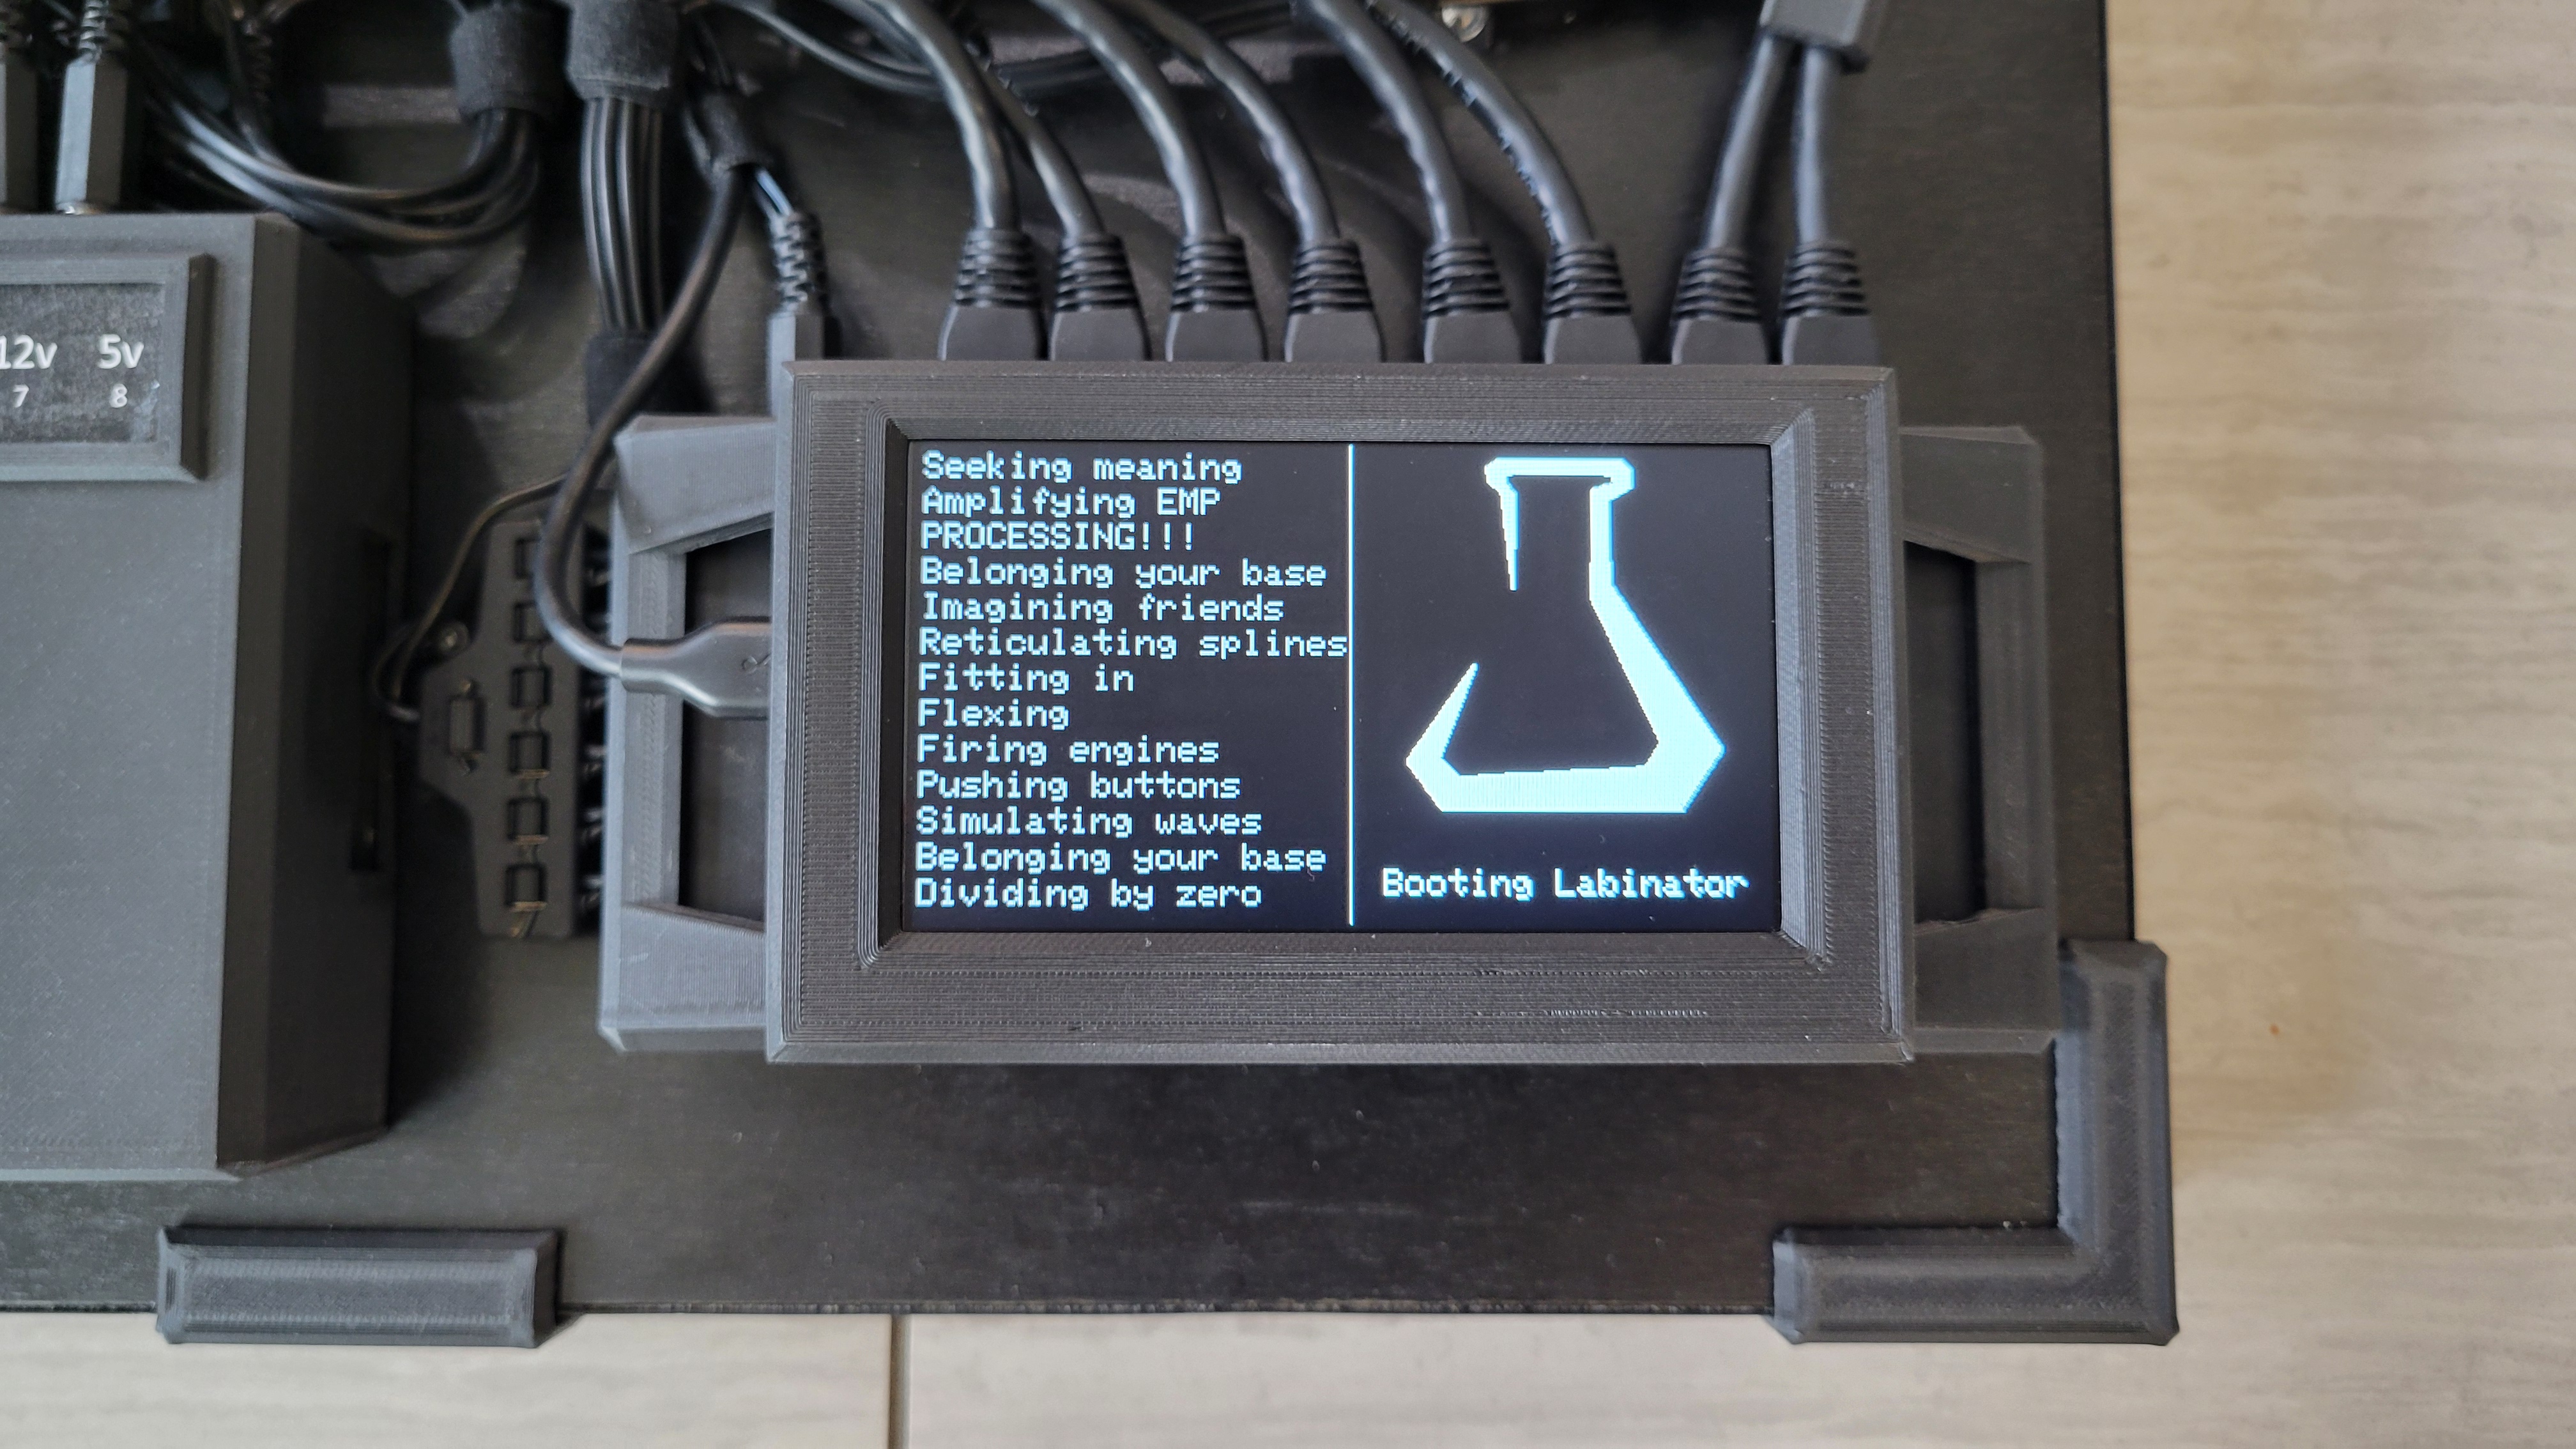 12v 5v
7 8
Seeking meaning
Amplifying EMP
PROCESSING!!!
Belonging your base
Imagining friends
Reticulating splines
Fitting in
Flexing
Firing engines
Pushing buttons
Simulating waves
Belonging your base
Dividing by zero
Booting Labinator